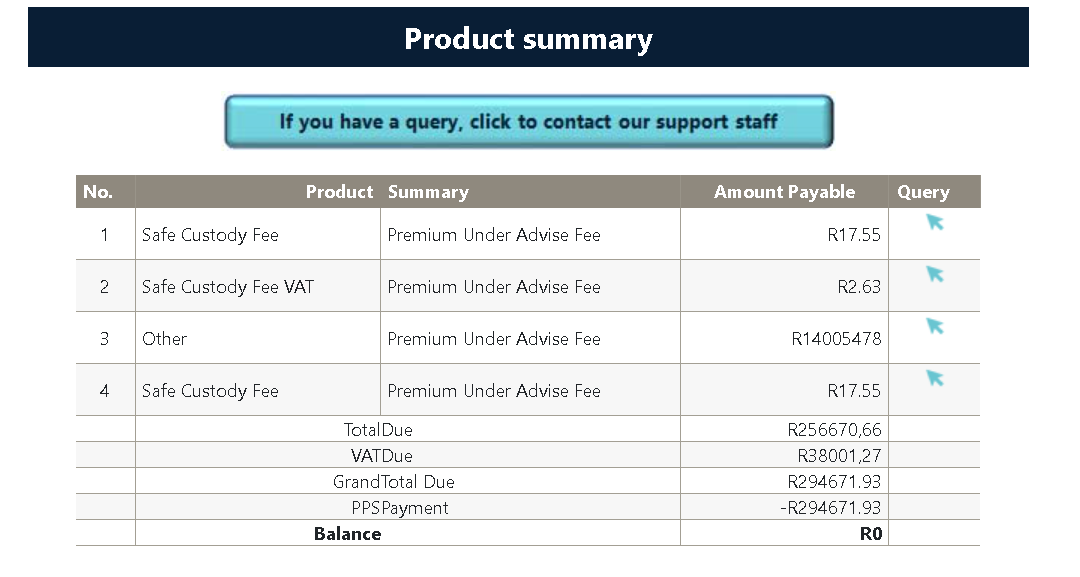 Product summary
If you have a query, click to contact our support staff
No. Product Summary Amount Payable Query
1 Safe Custody Fee Premium Under Advise Fee R17.55
2 Safe Custody Fee VAT Premium Under Advise Fee R2.63
3 Other Premium Under Advise Fee R14005478
4 Safe Custody Fee Premium Under Advise Fee R17.55
TotalDue R256670,66
VATDue R38001,27
GrandTotal Due R294671.93
PPSPayment -R294671.93
Balance R0